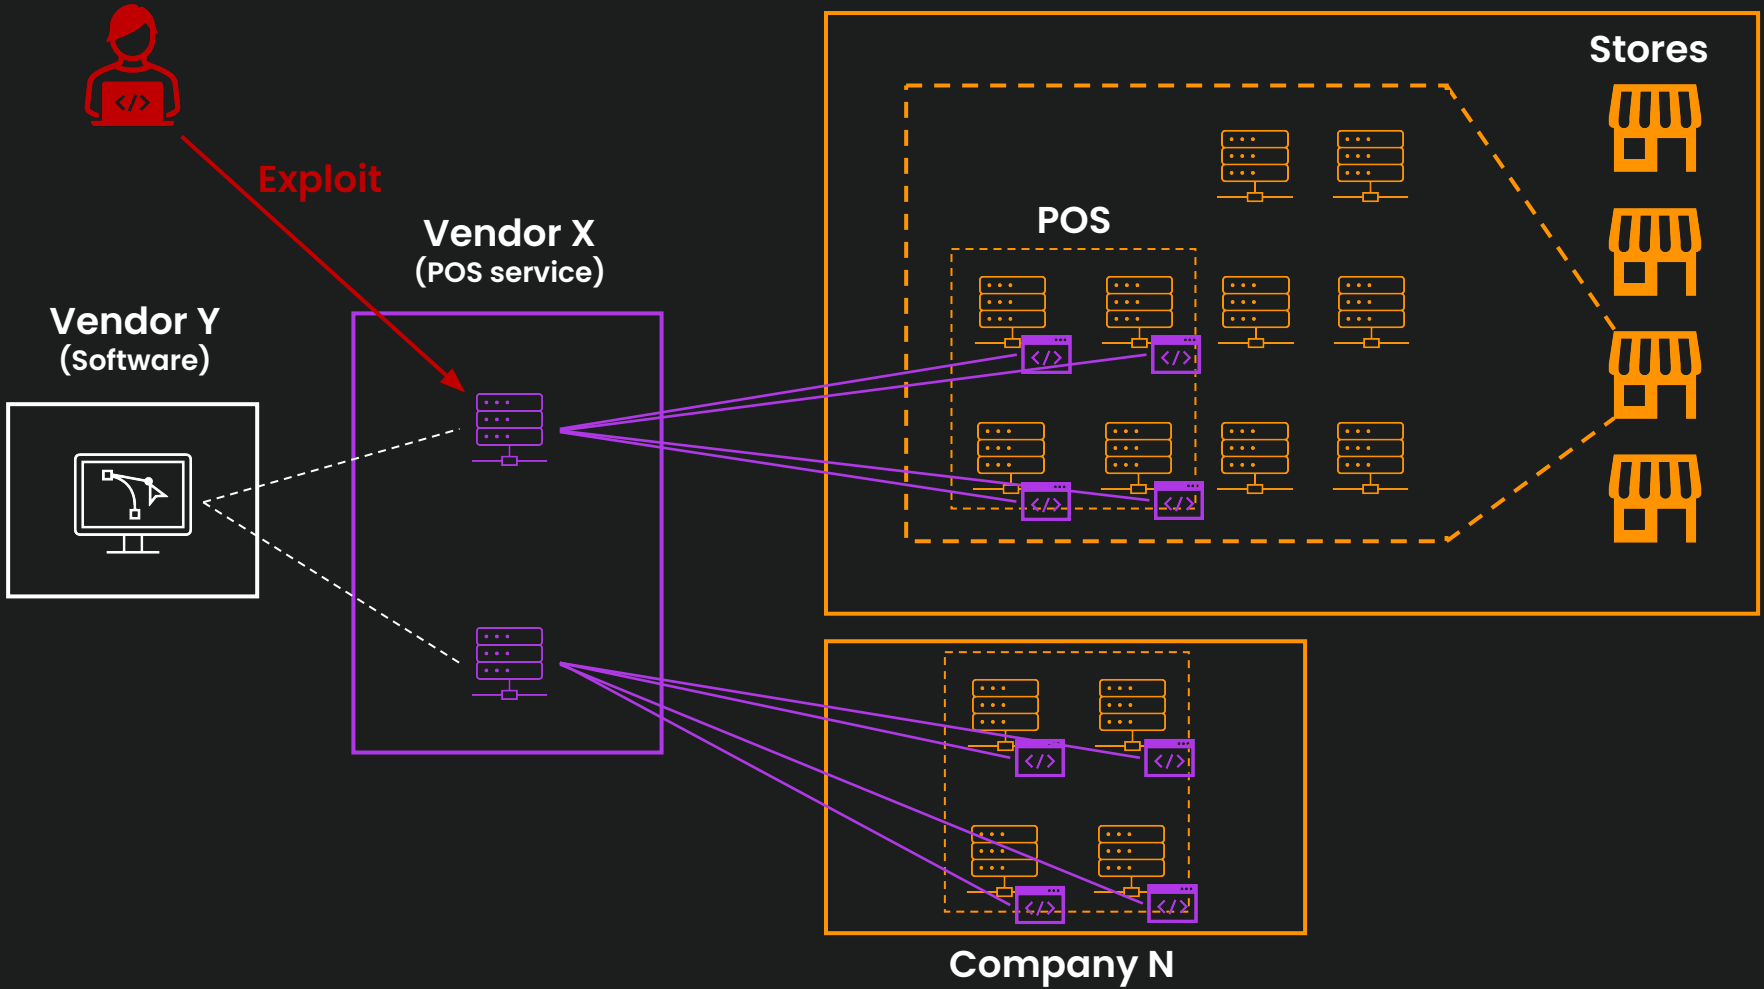 Exploit
Vendor X
(POS service)
Vendor Y
(Software)
Stores
POS
Company N